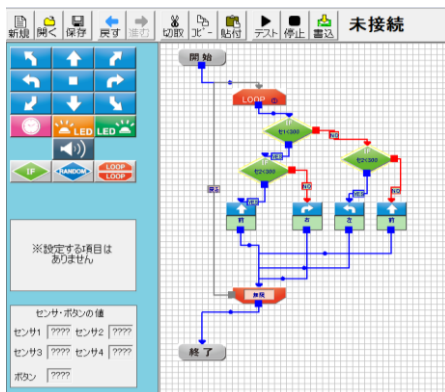 新規 開く 保存 戻す 進む 切取 コピー 貼付 テスト 停止 書込 未接続
開始
LOOP
LED LED
センサ1<300
NO
IF RANDOM LOOP LOOP
YES
センサ2<300 センサ2<300
NO NO
YES YES
前 右 左 前
※設定する項目は
ありません
無限
センサ・ボタンの値
センサ1 ???? センサ2 ????
センサ3 ???? センサ4 ????
ボタン ????
終了